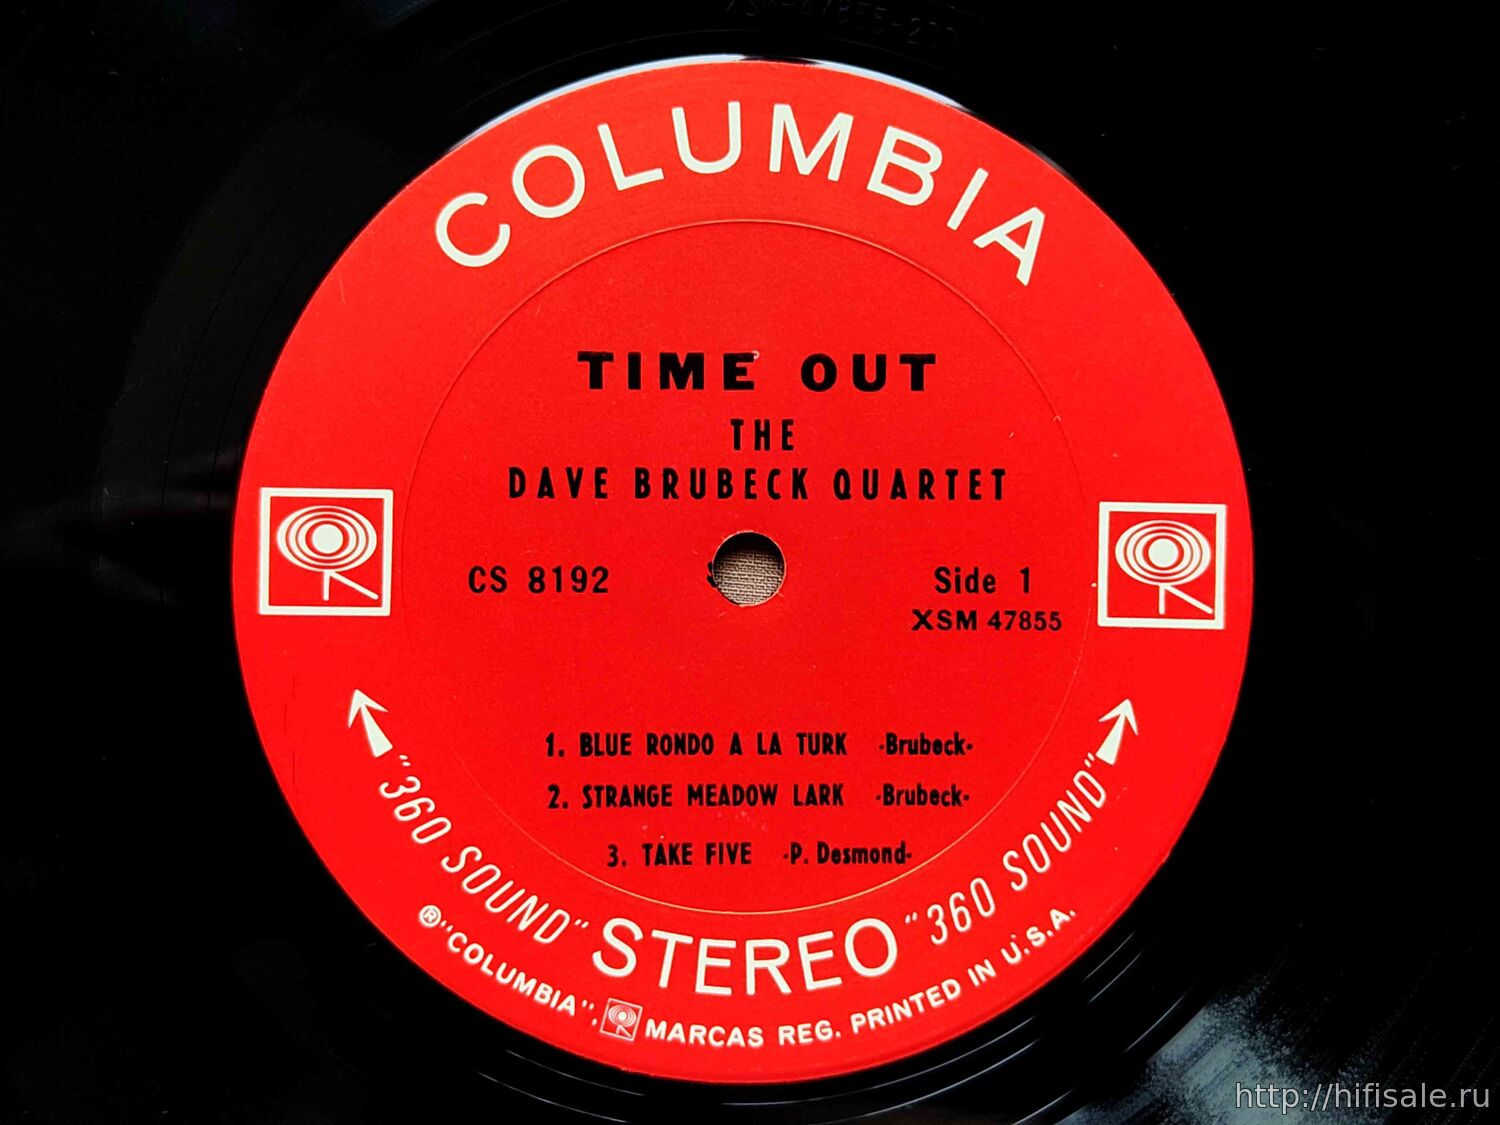 COLUMBIA
TIME OUT
THE
DAVE BRUBECK QUARTET
CS 8192
Side 1
XSM 47855
1. BLUE RONDO A LA TURK -Brubeck-
2. STRANGE MEADOW LARK -Brubeck-
3. TAKE FIVE -P. Desmond-
"360 SOUND" STEREO "360 SOUND"
® "COLUMBIA", MARCAS REG. PRINTED IN U.S.A.
http://hifisale.ru